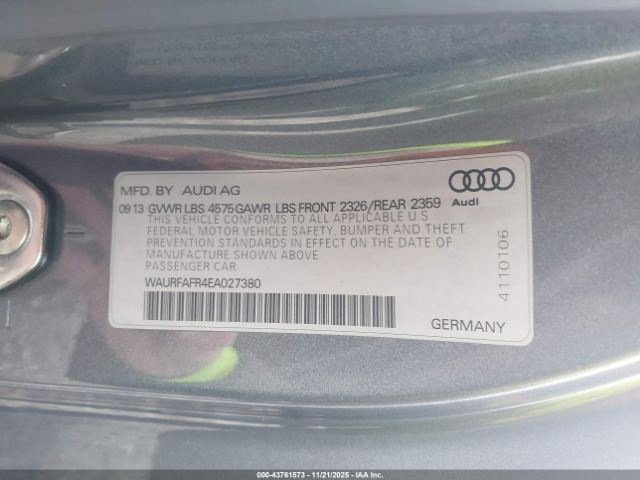 MFD. BY AUDI AG
09 13 GVWR LBS 4575 GAWR LBS FRONT 2326/REAR 2359
THIS VEHICLE CONFORMS TO ALL APPLICABLE U S
FEDERAL MOTOR VEHICLE SAFETY, BUMPER AND THEFT
PREVENTION STANDARDS IN EFFECT ON THE DATE OF
MANUFACTURE SHOWN ABOVE
PASSENGER CAR
WAURFAFR4EA027380
Audi
4110106
GERMANY
000-43761573 — 11/21/2025 — IAA, Inc.